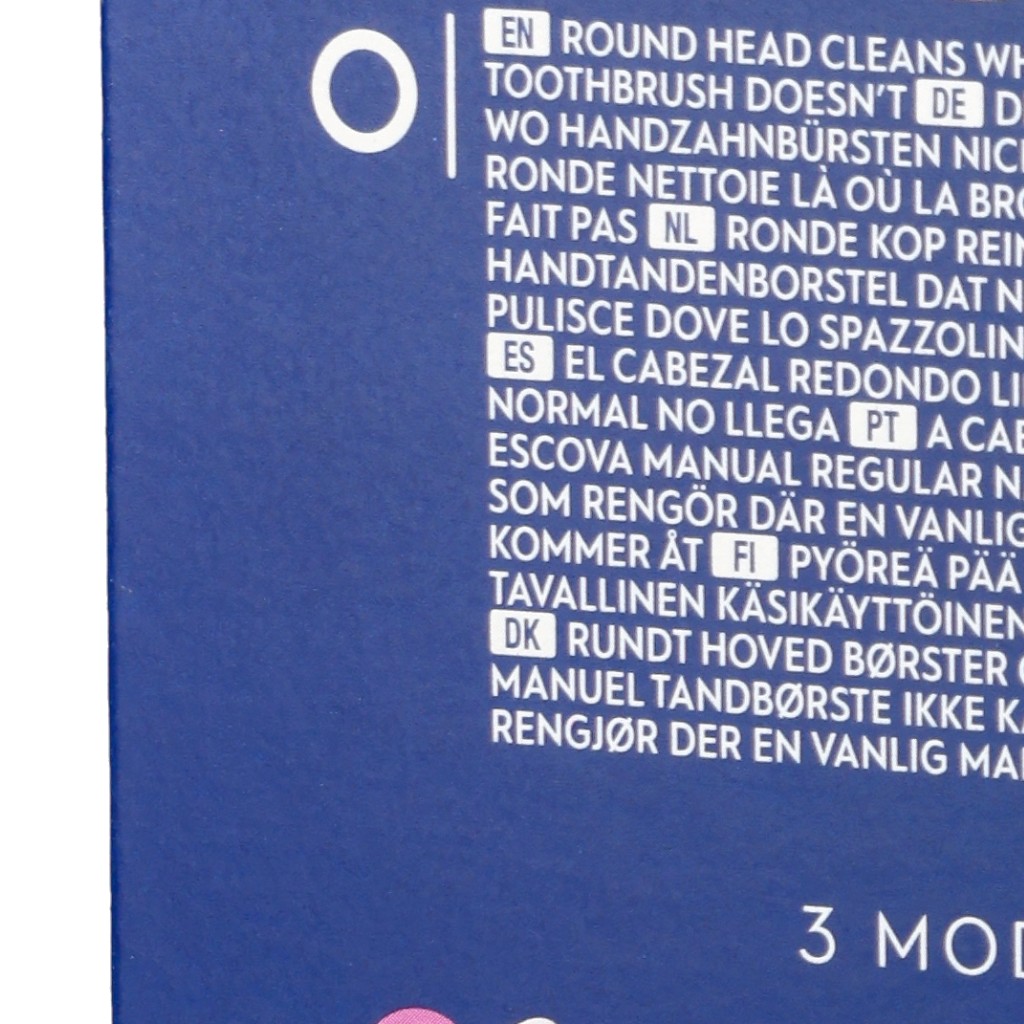 O
EN ROUND HEAD CLEANS WH
TOOTHBRUSH DOESN'T DE D
WO HANDZAHNBÜRSTEN NICH
RONDE NETTOIE LÀ OÙ LA BRO
FAIT PAS NL RONDE KOP REIN
HANDTANDENBORSTEL DAT N
PULISCE DOVE LO SPAZZOLIN
ES EL CABEZAL REDONDO LI
NORMAL NO LLEGA PT A CAB
ESCOVA MANUAL REGULAR N
SOM RENGÖR DÄR EN VANLIG
KOMMER ÅT FI PYÖREÄ PÄÄ
TAVALLINEN KÄSIKÄYTTÖINEN
DK RUNDT HOVED BØRSTER
MANUEL TANDBØRSTE IKKE KA
RENGJØR DER EN VANLIG MA
3 MOD